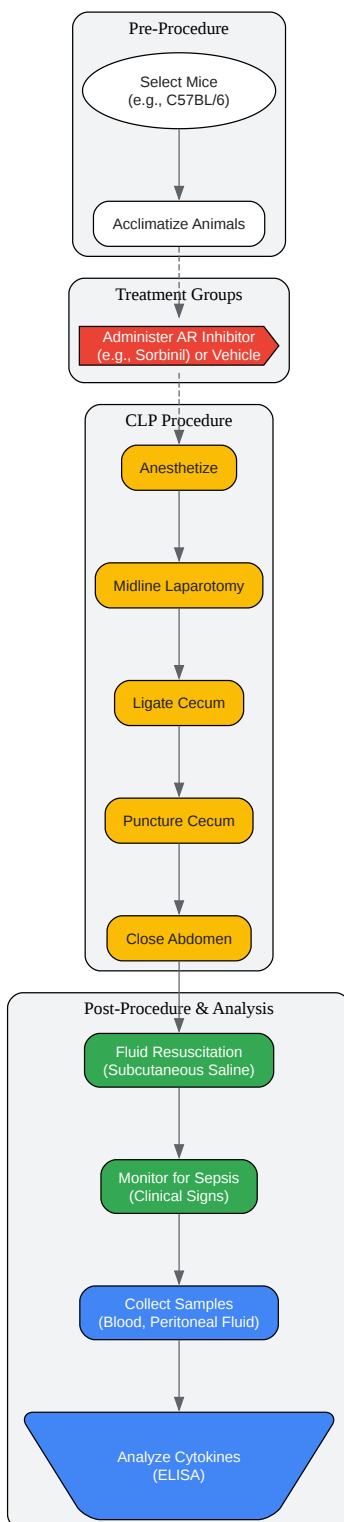 Pre-Procedure
Select Mice
(e.g., C57BL/6)
Acclimatize Animals
Treatment Groups
Administer AR Inhibitor
(e.g., Sorbinil) or Vehicle
CLP Procedure
Anesthetize
Midline Laparotomy
Ligate Cecum
Puncture Cecum
Close Abdomen
Post-Procedure & Analysis
Fluid Resuscitation
(Subcutaneous Saline)
Monitor for Sepsis
(Clinical Signs)
Collect Samples
(Blood, Peritoneal Fluid)
Analyze Cytokines
(ELISA)